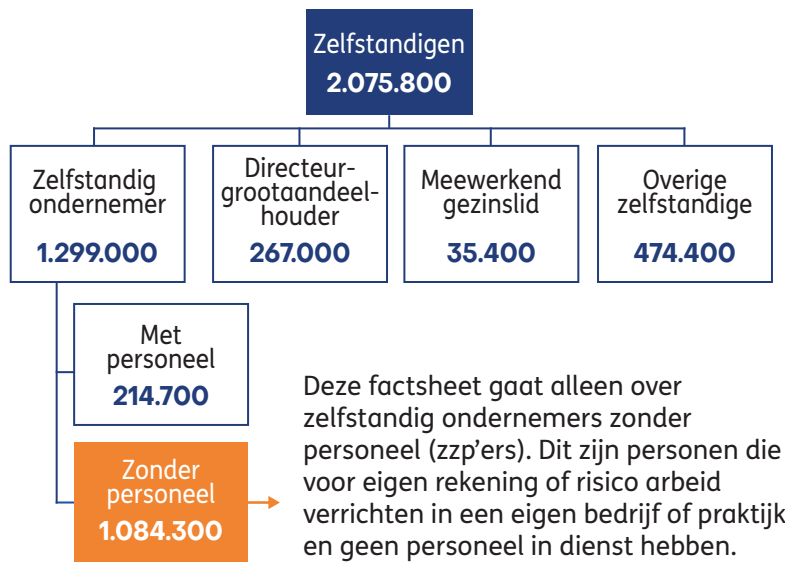 Zelfstandigen
2.075.800
Zelfstandig
ondernemer
1.299.000
Directeur-
grootaandeel-
houder
267.000
Meewerkend
gezinslid
35.400
Overige
zelfstandige
474.400
Met
personeel
214.700
Zonder
personeel
1.084.300
Deze factsheet gaat alleen over
zelfstandig ondernemers zonder
personeel (zzp’ers). Dit zijn personen die
voor eigen rekening of risico arbeid
verrichten in een eigen bedrijf of praktijk
en geen personeel in dienst hebben.